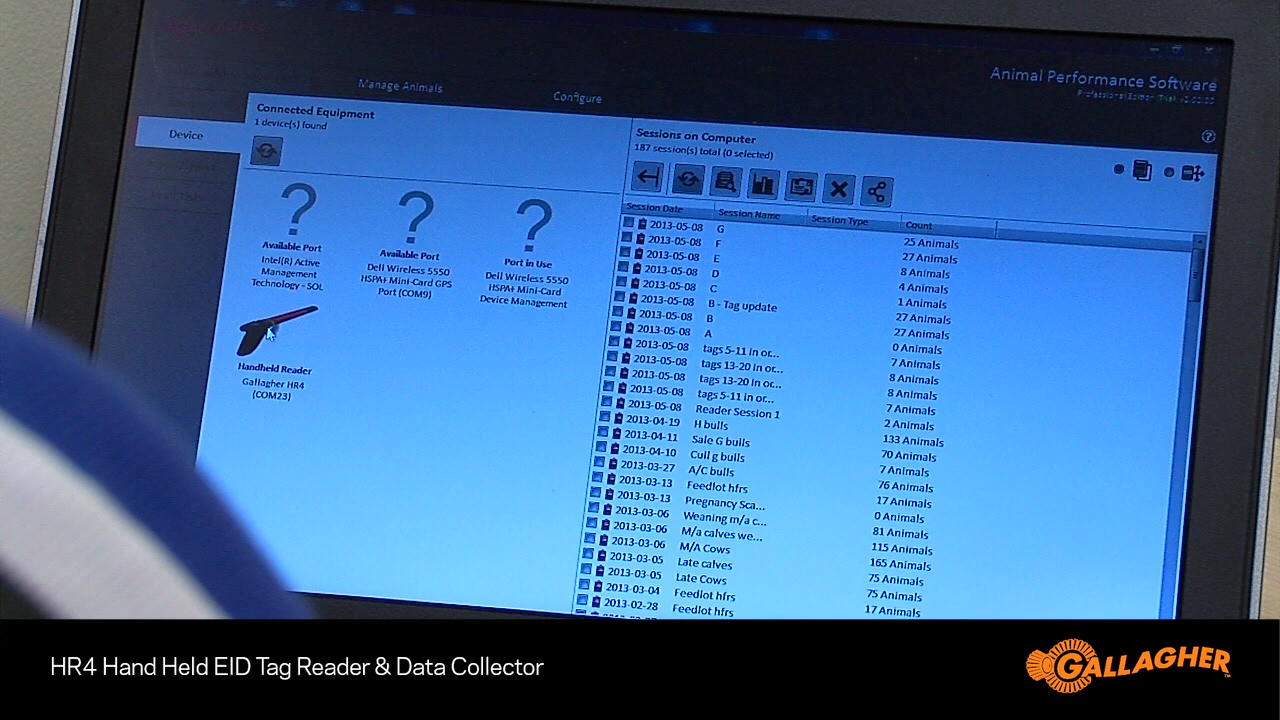 Manage Animals
Configure
Animal Performance Software
Device
Connected Equipment
1 device(s) found
Available Port
Intel(R) Active
Management
Technology - SOL
Available Port
Dell Wireless 5550
HSPA+ Mini-Card GPS
Port (COM9)
Port in Use
Dell Wireless 5550
HSPA+ Mini-Card
Device Management
Handheld Reader
Gallagher HR4
(COM23)
Sessions on Computer
187 session(s) total (0 selected)
Session Date Session Name Session Type Count
2013-05-08 G 25 Animals
2013-05-08 F 27 Animals
2013-05-08 E 8 Animals
2013-05-08 D 4 Animals
2013-05-08 C 1 Animals
2013-05-08 B - Tag update 27 Animals
2013-05-08 B 27 Animals
2013-05-08 A 0 Animals
2013-05-08 tags 5-11 in or... 7 Animals
2013-05-08 tags 13-20 in or... 8 Animals
2013-05-08 tags 13-20 in or... 8 Animals
2013-05-08 tags 5-11 in or... 7 Animals
2013-05-08 Reader Session 1 2 Animals
2013-04-19 H bulls 133 Animals
2013-04-11 Sale G bulls 70 Animals
2013-04-10 Cull g bulls 7 Animals
2013-03-27 A/C bulls 76 Animals
2013-03-13 Feedlot hfrs 17 Animals
2013-03-13 Pregnancy Sca... 0 Animals
2013-03-06 Weaning m/a c... 81 Animals
2013-03-06 M/a calves we... 115 Animals
2013-03-06 M/A Cows 165 Animals
2013-03-05 Late calves 75 Animals
2013-03-05 Late Cows 75 Animals
2013-03-04 Feedlot hfrs 17 Animals
2013-02-28 Feedlot hfrs
HR4 Hand Held EID Tag Reader & Data Collector
GALLAGHER